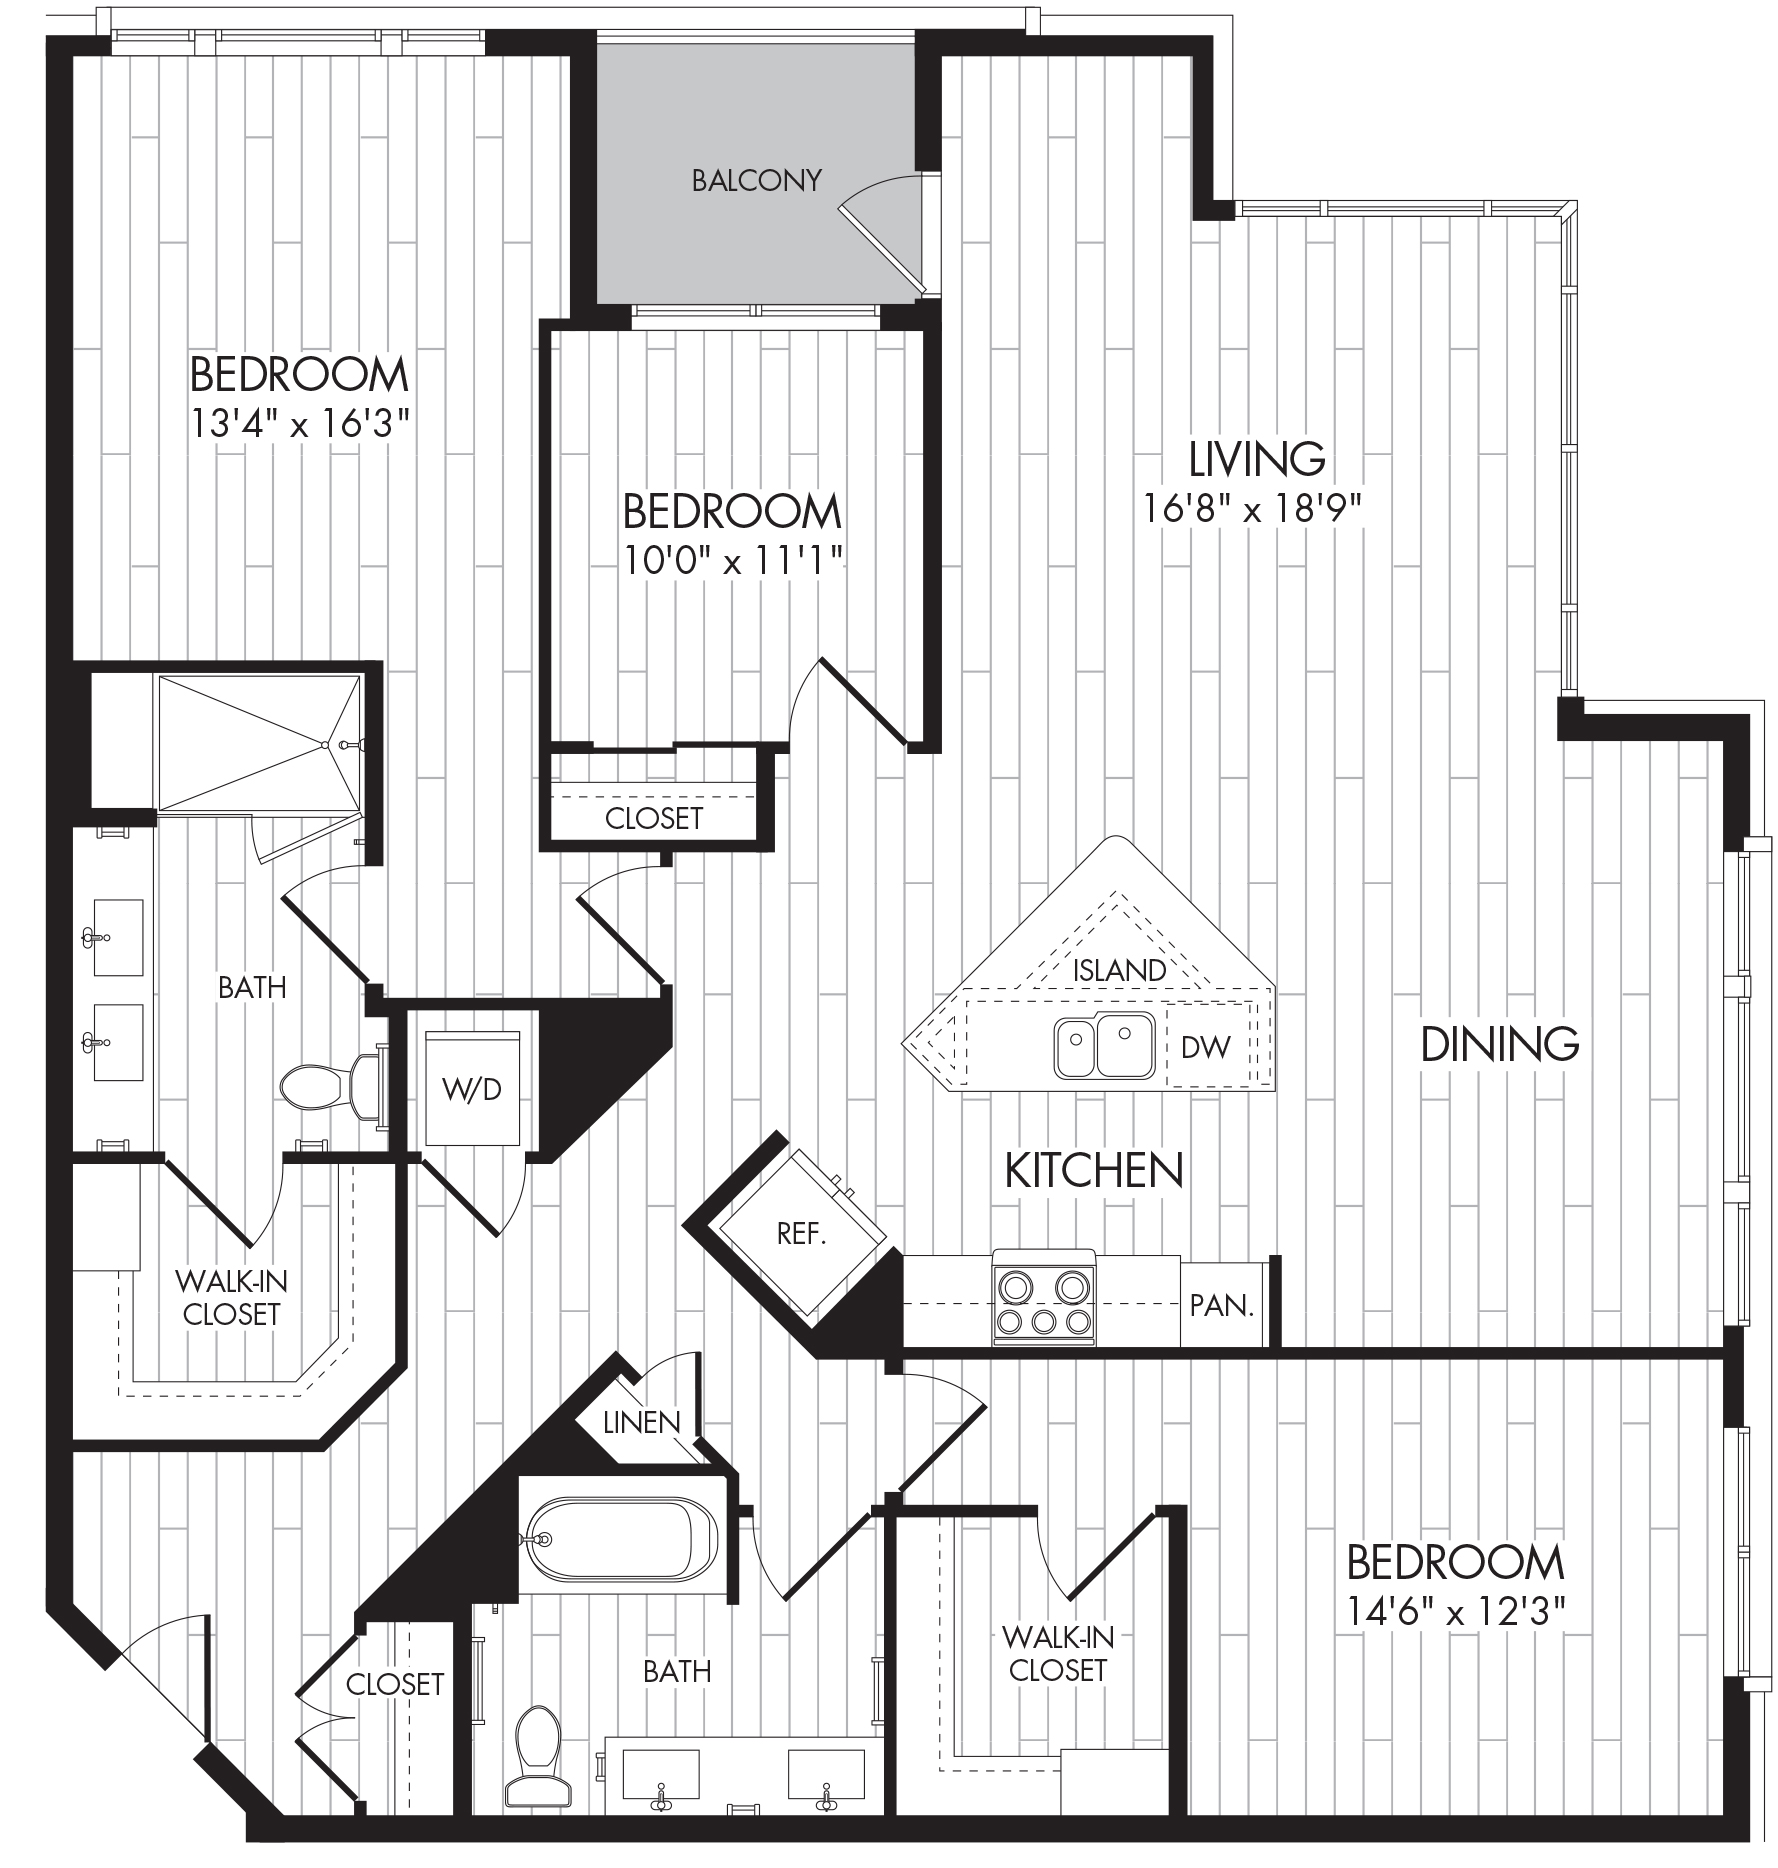 BALCONY
BEDROOM
13'4" x 16'3"
BEDROOM
10'0" x 11'1"
LIVING
16'8" x 18'9"
CLOSET
BATH
ISLAND
DW
DINING
W/D
KITCHEN
REF.
WALK-IN
CLOSET
PAN.
LINEN
BEDROOM
14'6" x 12'3"
WALK-IN
CLOSET
CLOSET
BATH